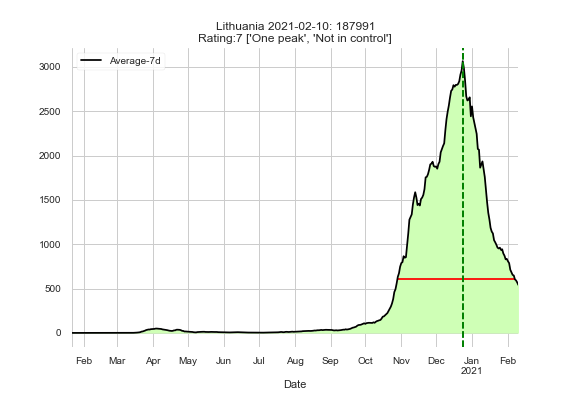 Lithuania 2021-02-10: 187991
Rating:7 ['One peak', 'Not in control']
Average-7d
3000
2500
2000
1500
1000
500
0
Feb Mar Apr May Jun Jul Aug Sep Oct Nov Dec Jan Feb
2021
Date